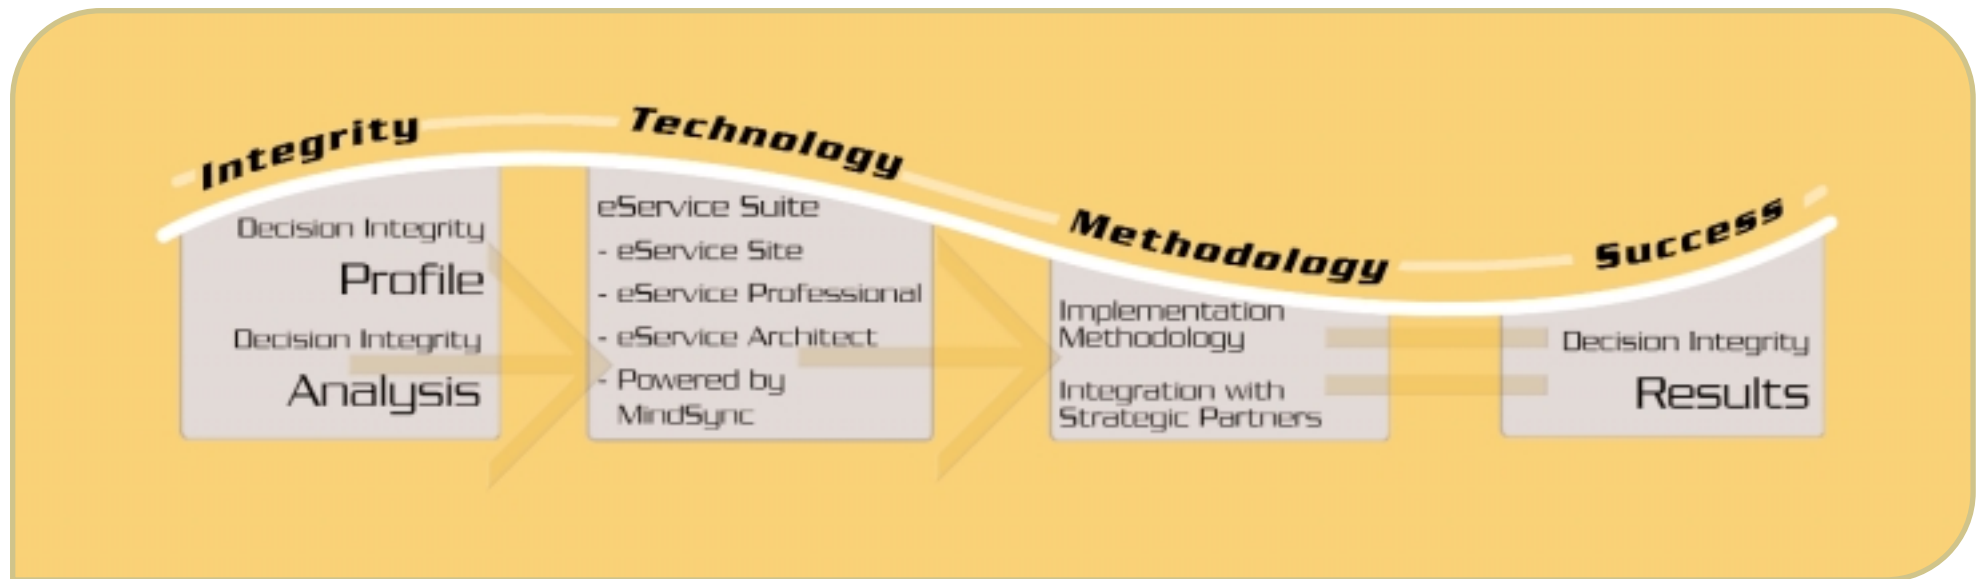 Integrity
Technology
Methodology
Success
Decision Integrity
Profile
Decision Integrity
Analysis
eService Suite
- eService Site
- eService Professional
- eService Architect
- Powered by
MindSync
Implementation
Methodology
Integration with
Strategic Partners
Decision Integrity
Results